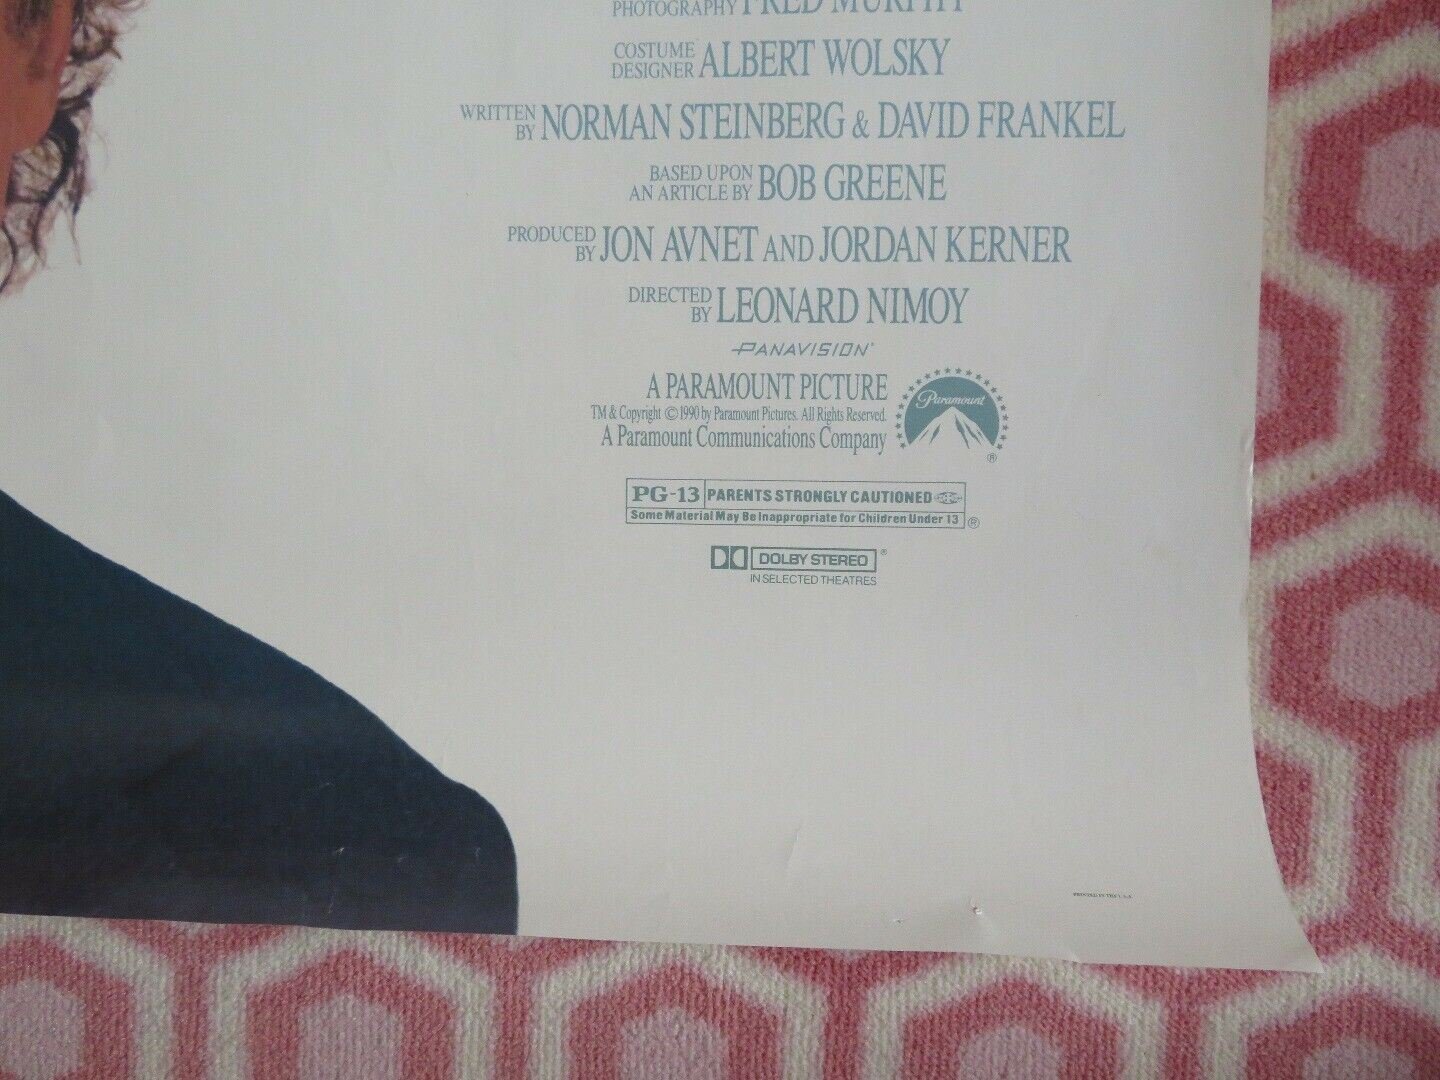 PHOTOGRAPHY FRED MURPHY
COSTUME DESIGNER ALBERT WOLSKY
WRITTEN BY NORMAN STEINBERG & DAVID FRANKEL
BASED UPON AN ARTICLE BY BOB GREENE
PRODUCED BY JON AVNET AND JORDAN KERNER
DIRECTED BY LEONARD NIMOY
PANAVISION®
A PARAMOUNT PICTURE
TM & Copyright © 1990 by Paramount Pictures. All Rights Reserved.
A Paramount Communications Company
Paramount
®
PG-13 PARENTS STRONGLY CAUTIONED
Some Material May Be Inappropriate for Children Under 13 ®
DOLBY STEREO ®
IN SELECTED THEATRES
PRINTED IN THE U.S.A.